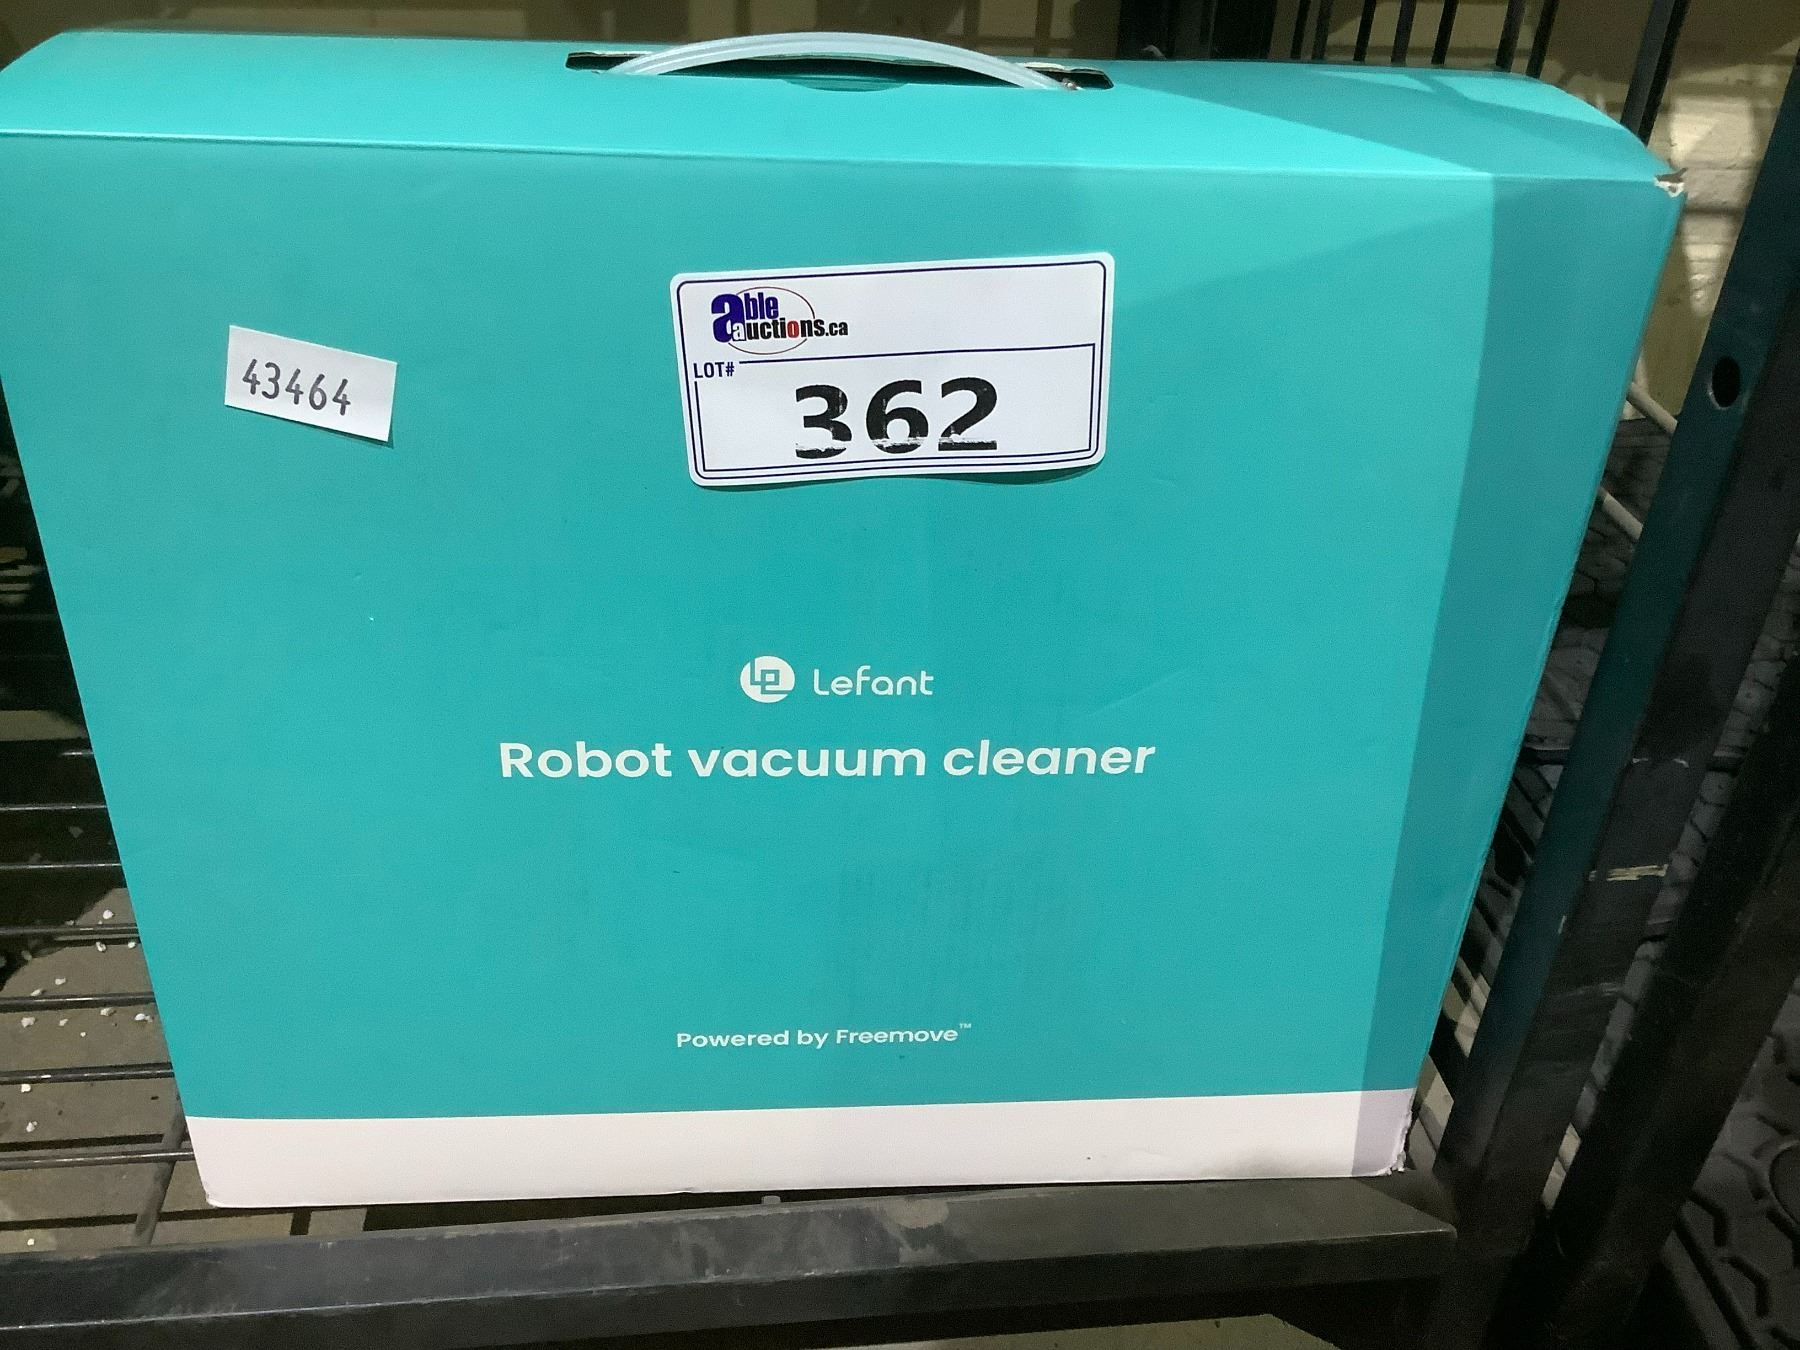 able
auctions.ca
LOT#
362
43464
Lefant
Robot vacuum cleaner
Powered by Freemove™